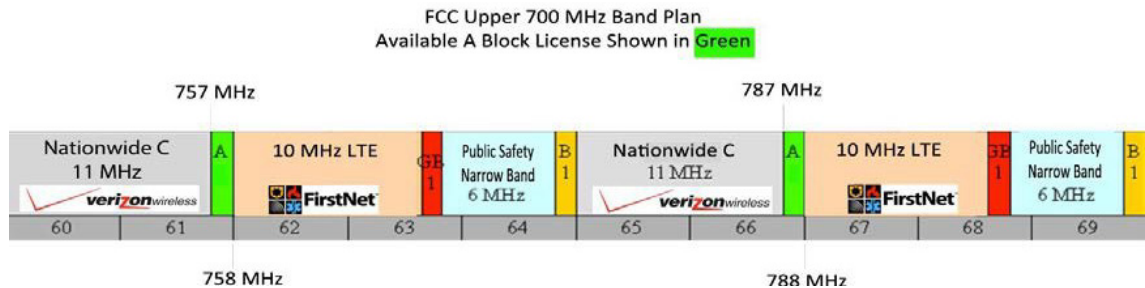 FCC Upper 700 MHz Band Plan
Available A Block License Shown in Green
757 MHz
787 MHz
Nationwide C
11 MHz
verizonwireless
A
10 MHz LTE
FirstNet
GB
1
Public Safety
Narrow Band
6 MHz
B
1
Nationwide C
11 MHz
verizonwireless
A
10 MHz LTE
FirstNet
GB
1
Public Safety
Narrow Band
6 MHz
B
1
60 61 62 63 64 65 66 67 68 69
758 MHz
788 MHz